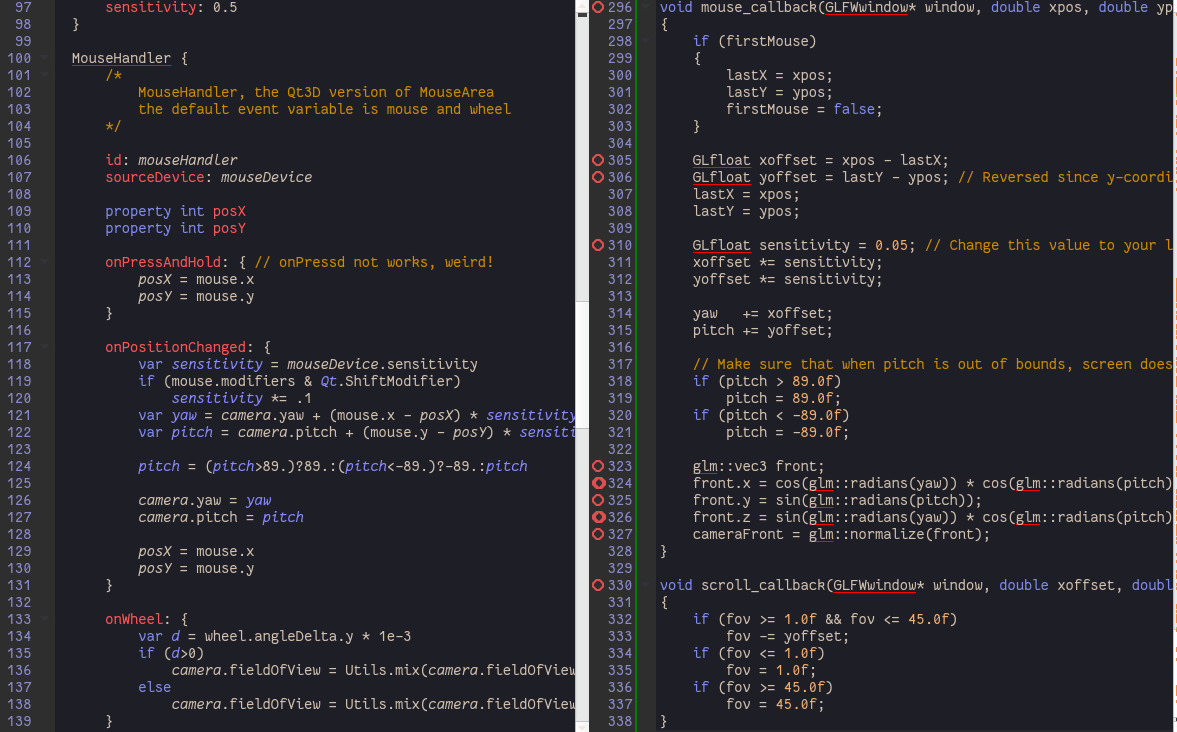 97 sensitivity: 0.5
98 }
99
100 MouseHandler {
101 /*
102 MouseHandler, the Qt3D version of MouseArea
103 the default event variable is mouse and wheel
104 */
105
106 id: mouseHandler
107 sourceDevice: mouseDevice
108
109 property int posX
110 property int posY
111
112 onPressAndHold: { // onPressd not works, weird!
113 posX = mouse.x
114 posY = mouse.y
115 }
116
117 onPositionChanged: {
118 var sensitivity = mouseDevice.sensitivity
119 if (mouse.modifiers & Qt.ShiftModifier)
120 sensitivity *= .1
121 var yaw = camera.yaw + (mouse.x - posX) * sensitivity
122 var pitch = camera.pitch + (mouse.y - posY) * sensiti
123
124 pitch = (pitch>89.)?89.:(pitch<-89.)?-89.:pitch
125
126 camera.yaw = yaw
127 camera.pitch = pitch
128
129 posX = mouse.x
130 posY = mouse.y
131 }
132
133 onWheel: {
134 var d = wheel.angleDelta.y * 1e-3
135 if (d>0)
136 camera.fieldOfView = Utils.mix(camera.fieldOfView
137 else
138 camera.fieldOfView = Utils.mix(camera.fieldOfView
139 }
296 void mouse_callback(GLFWwindow* window, double xpos, double yp
297 {
298 if (firstMouse)
299 {
300 lastX = xpos;
301 lastY = ypos;
302 firstMouse = false;
303 }
304
305 GLfloat xoffset = xpos - lastX;
306 GLfloat yoffset = lastY - ypos; // Reversed since y-coordi
307 lastX = xpos;
308 lastY = ypos;
309
310 GLfloat sensitivity = 0.05; // Change this value to your l
311 xoffset *= sensitivity;
312 yoffset *= sensitivity;
313
314 yaw += xoffset;
315 pitch += yoffset;
316
317 // Make sure that when pitch is out of bounds, screen does
318 if (pitch > 89.0f)
319 pitch = 89.0f;
320 if (pitch < -89.0f)
321 pitch = -89.0f;
322
323 glm::vec3 front;
324 front.x = cos(glm::radians(yaw)) * cos(glm::radians(pitch)
325 front.y = sin(glm::radians(pitch));
326 front.z = sin(glm::radians(yaw)) * cos(glm::radians(pitch)
327 cameraFront = glm::normalize(front);
328 }
329
330 void scroll_callback(GLFWwindow* window, double xoffset, doubl
331 {
332 if (fov >= 1.0f && fov <= 45.0f)
333 fov -= yoffset;
334 if (fov <= 1.0f)
335 fov = 1.0f;
336 if (fov >= 45.0f)
337 fov = 45.0f;
338 }